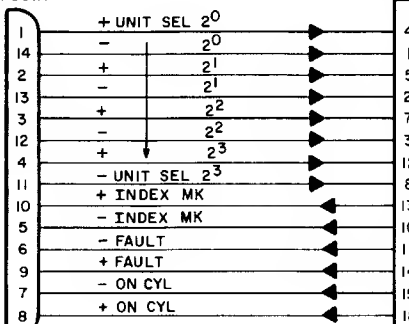 + UNIT SEL 2⁰
1 4
- 2⁰
14
+ 2¹
2 5
- 2¹
13 2
+ 2²
3 7
- 2²
12 3
+ 2³
4
- UNIT SEL 2³
11 8
+ INDEX MK
10
- INDEX MK
5
- FAULT
6
+ FAULT
9
- ON CYL
7
+ ON CYL
8